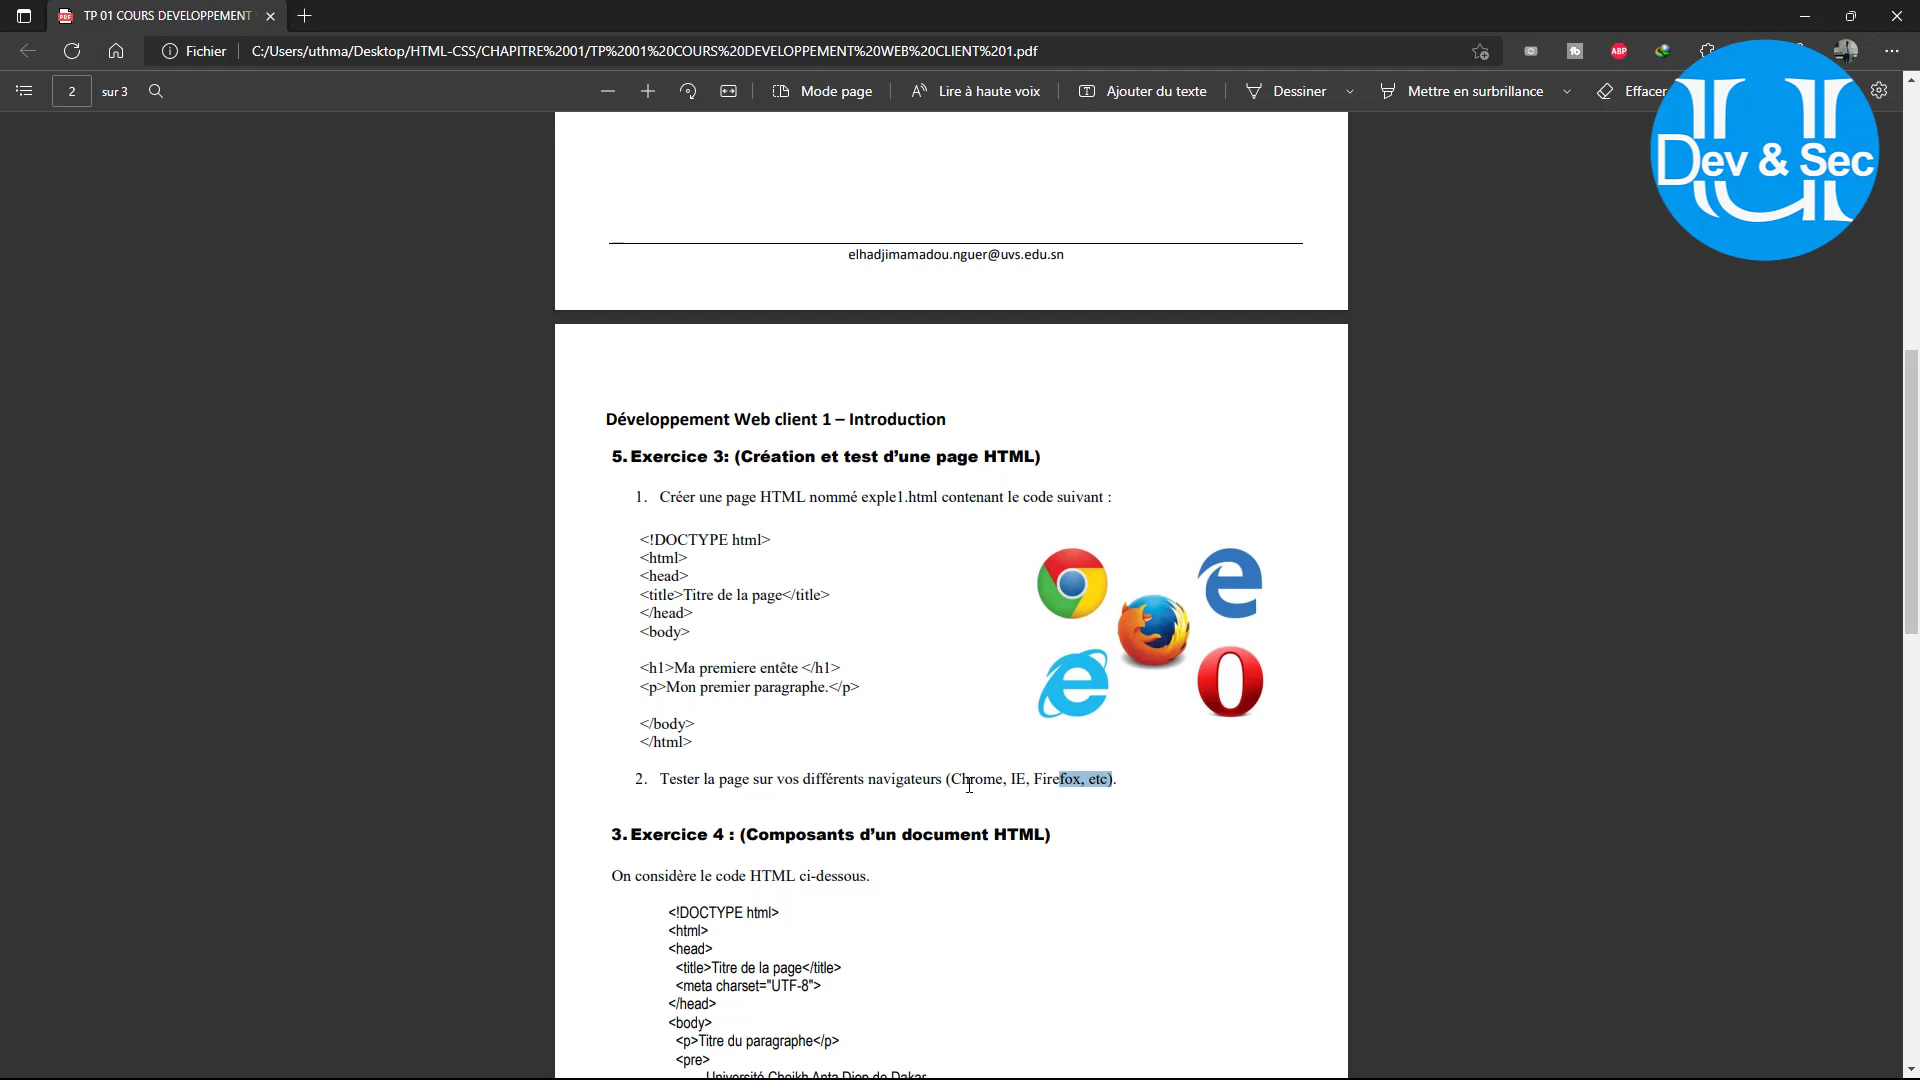 TP 01 COURS DEVELOPPEMENT
Fichier
C:/Users/uthma/Desktop/HTML-CSS/CHAPITRE%2001/TP%2001%20COURS%20DEVELOPPEMENT%20WEB%20CLIENT%201.pdf
ABP
2 sur 3
Mode page
Lire à haute voix
Ajouter du texte
Dessiner
Mettre en surbrillance
Effacer
Dev & Sec
elhadjimamadou.nguer@uvs.edu.sn
Développement Web client 1 – Introduction
5. Exercice 3: (Création et test d’une page HTML)
1. Créer une page HTML nommé exple1.html contenant le code suivant :
<!DOCTYPE html>
<html>
<head>
<title>Titre de la page</title>
</head>
<body>
<h1>Ma premiere entête </h1>
<p>Mon premier paragraphe.</p>
</body>
</html>
2. Tester la page sur vos différents navigateurs (Chrome, IE, Firefox, etc).
3. Exercice 4 : (Composants d’un document HTML)
On considère le code HTML ci-dessous.
<!DOCTYPE html>
<html>
<head>
<title>Titre de la page</title>
<meta charset="UTF-8">
</head>
<body>
<p>Titre du paragraphe</p>
<pre>
Université Cheikh Anta Diop de Dakar